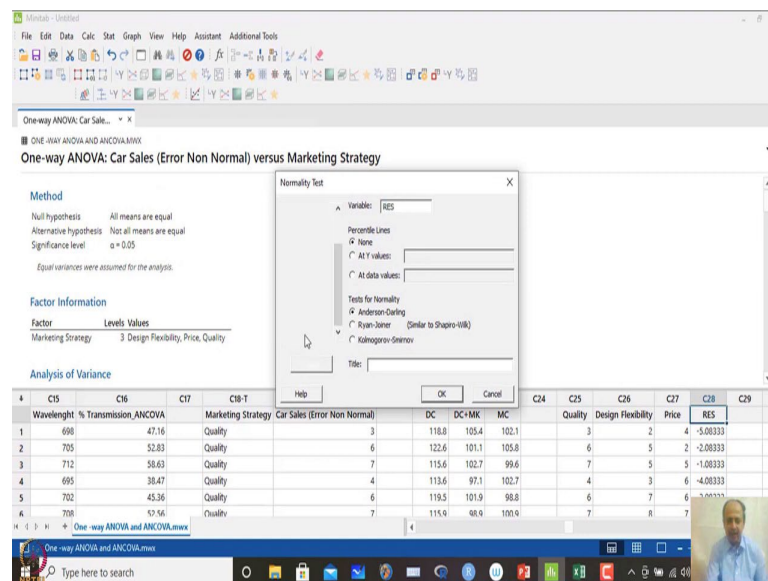 Minitab - Untitled
File Edit Data Calc Stat Graph View Help Assistant Additional Tools
One-way ANOVA: Car Sale...
ONE -WAY ANOVA AND ANCOVA.MWX
One-way ANOVA: Car Sales (Error Non Normal) versus Marketing Strategy
Method
Null hypothesis All means are equal
Alternative hypothesis Not all means are equal
Significance level α = 0.05
Equal variances were assumed for the analysis.
Factor Information
Factor Levels Values
Marketing Strategy 3 Design Flexibility, Price, Quality
Analysis of Variance
Normality Test
Variable: RES
Percentile Lines
None
At Y values:
At data values:
Tests for Normality
Anderson-Darling
Ryan-Joiner (Similar to Shapiro-Wilk)
Kolmogorov-Smirnov
Title:
Help OK Cancel
C15 C16 C17 C18-T C24 C25 C26 C27 C28 C29
Wavelenght % Transmission_ANCOVA Marketing Strategy Car Sales (Error Non Normal) DC DC+MK MC Quality Design Flexibility Price RES
1 698 47.16 Quality 3 118.8 105.4 102.1 3 2 4 -5.08333
2 705 52.83 Quality 6 122.6 101.1 105.8 6 5 2 -2.08333
3 712 58.63 Quality 7 115.6 102.7 99.6 7 5 5 -1.08333
4 695 38.47 Quality 4 113.6 97.1 102.7 4 3 6 -4.08333
5 702 45.36 Quality 6 119.5 101.9 98.8 6 7 6
6 708 52.56 Quality 7 115.9 98.9 100.9 7 8 7
One -way ANOVA and ANCOVA.mwx
One -way ANOVA and ANCOVA.mwx
Type here to search